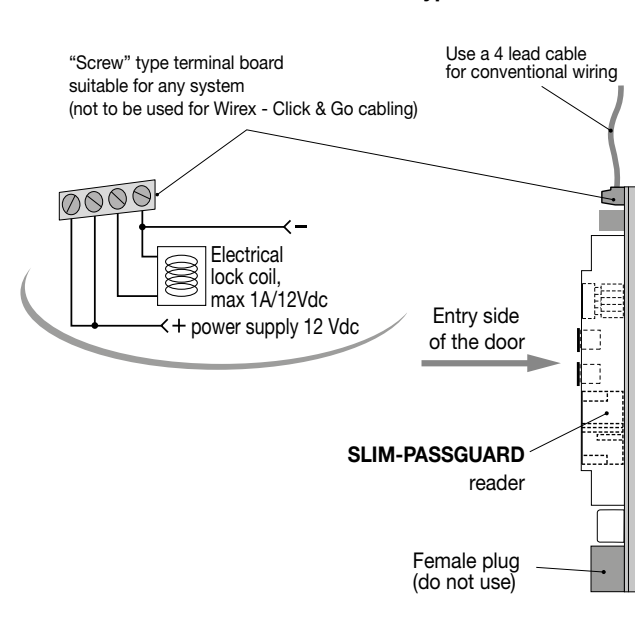 “Screw” type terminal board
suitable for any system
(not to be used for Wirex - Click & Go cabling)
Use a 4 lead cable
for conventional wiring
–
Electrical
lock coil,
max 1A/12Vdc
+ power supply 12 Vdc
Entry side
of the door
SLIM-PASSGUARD
reader
Female plug
(do not use)